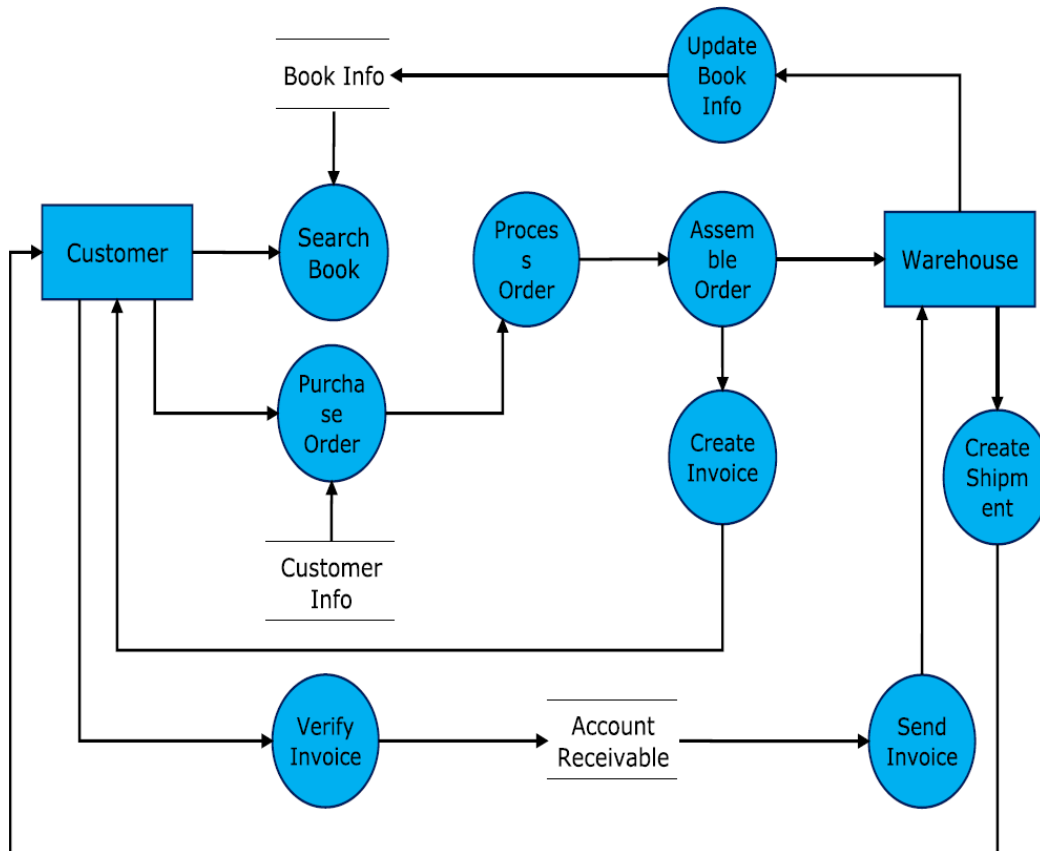 Book Info
Update
Book
Info
Customer
Search
Book
Proces
s
Order
Assem
ble
Order
Warehouse
Purcha
se
Order
Create
Invoice
Create
Shipm
ent
Customer
Info
Verify
Invoice
Account
Receivable
Send
Invoice